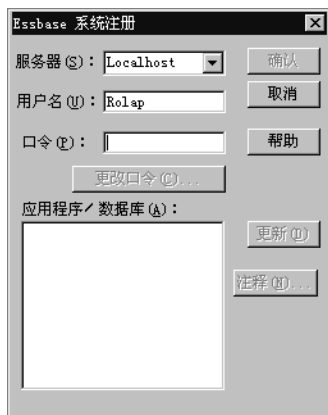 Essbase 系统注册
服务器(S)： Localhost
确认
用户名(U)： Rolap
取消
口令(P)：
帮助
更改口令(C)...
应用程序/数据库(A)：
更新(D)
注释(N)...